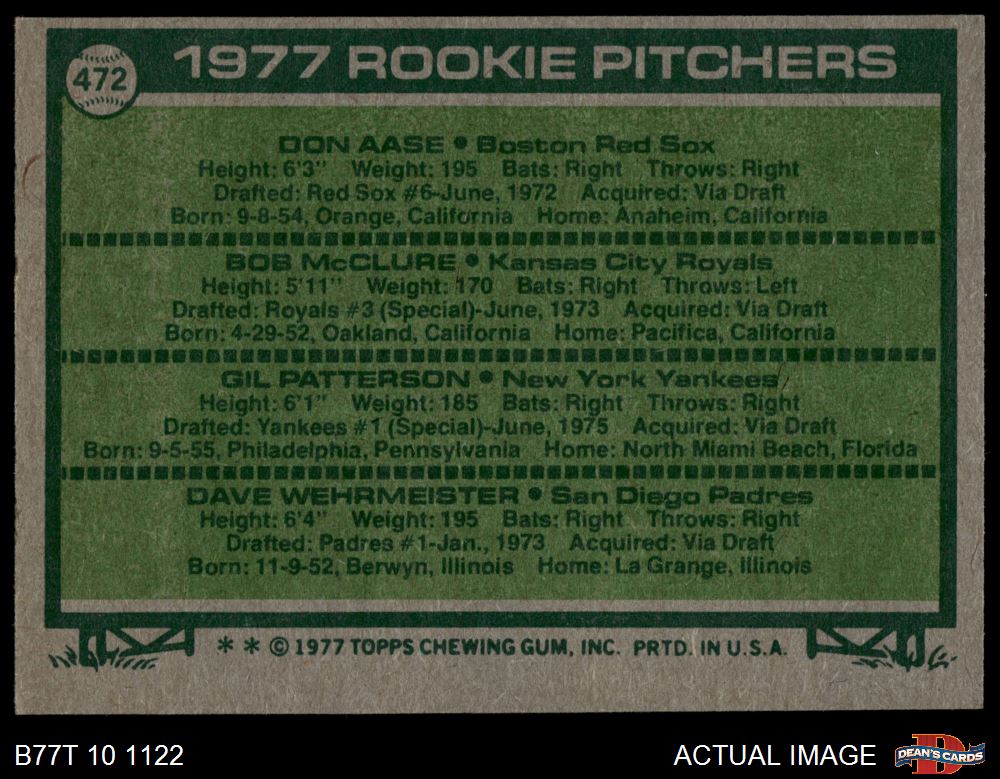 472
1977 ROOKIE PITCHERS
DON AASE • Boston Red Sox
Height: 6'3" Weight: 195 Bats: Right Throws: Right
Drafted: Red Sox #6-June, 1972 Acquired: Via Draft
Born: 9-8-54, Orange, California Home: Anaheim, California
BOB McCLURE • Kansas City Royals
Height: 5'11" Weight: 170 Bats: Right Throws: Left
Drafted: Royals #3 (Special)-June, 1973 Acquired: Via Draft
Born: 4-29-52, Oakland, California Home: Pacifica, California
GIL PATTERSON • New York Yankees
Height: 6'1" Weight: 185 Bats: Right Throws: Right
Drafted: Yankees #1 (Special)-June, 1975 Acquired: Via Draft
Born: 9-5-55, Philadelphia, Pennsylvania Home: North Miami Beach, Florida
DAVE WEHRMEISTER • San Diego Padres
Height: 6'4" Weight: 195 Bats: Right Throws: Right
Drafted: Padres #1-Jan., 1973 Acquired: Via Draft
Born: 11-9-52, Berwyn, Illinois Home: La Grange, Illinois
* * © 1977 TOPPS CHEWING GUM, INC. PRTD. IN U.S.A.
B77T 10 1122
ACTUAL IMAGE
D
DEAN'S CARDS